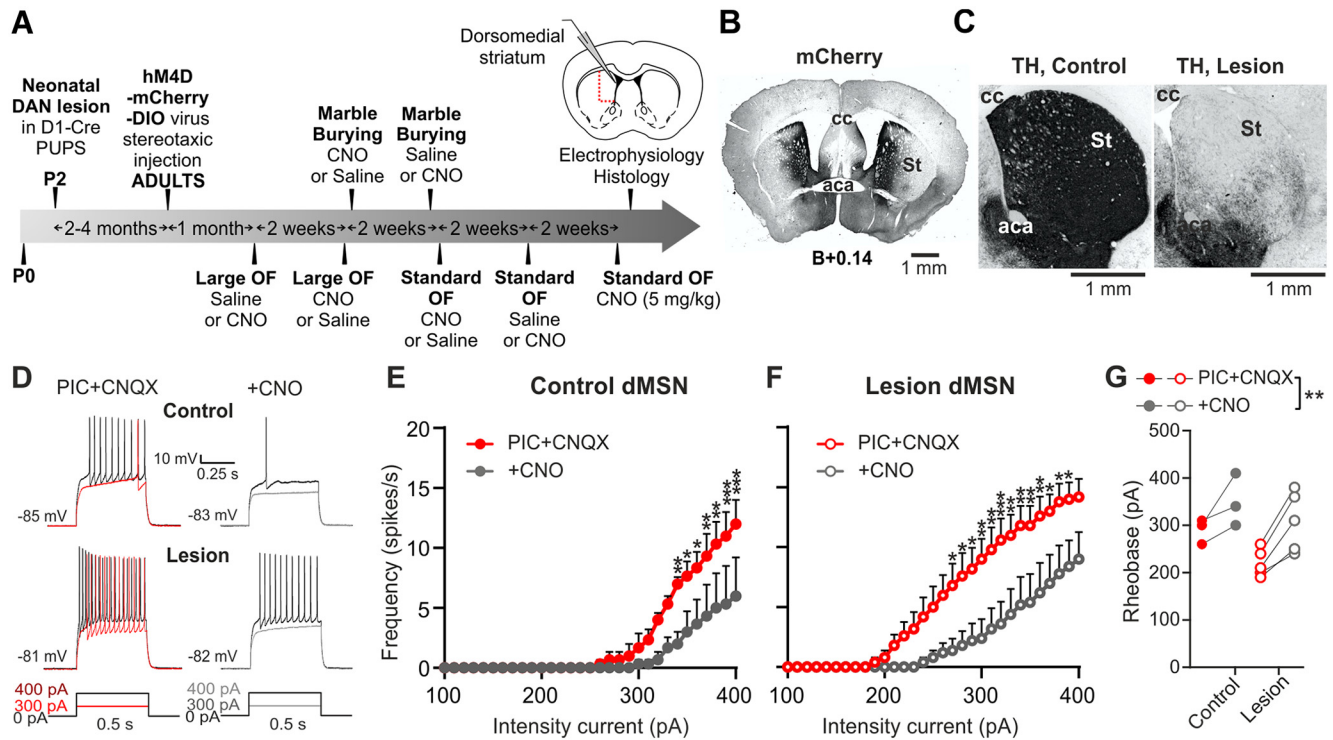 A
Neonatal
DAN lesion
in D1-Cre
PUPS
P2
hM4D
-mCherry
-DIO virus
stereotaxic
injection
ADULTS
Marble
Burying
CNO
or Saline
Marble
Burying
Saline
or CNO
Dorsomedial
striatum
Electrophysiology
Histology
2-4 months
1 month
2 weeks
2 weeks
2 weeks
2 weeks
P0
Large OF
Saline
or CNO
Large OF
CNO
or Saline
Standard
OF
CNO
or Saline
Standard
OF
Saline
or CNO
Standard OF
CNO (5 mg/kg)
B
mCherry
cc
St
aca
B+0.14
1 mm
C
TH, Control
cc
St
aca
1 mm
TH, Lesion
cc
St
aca
1 mm
D
PIC+CNQX
+CNO
Control
10 mV
0.25 s
-85 mV
-83 mV
Lesion
-81 mV
-82 mV
400 pA
300 pA
0 pA
0.5 s
400 pA
300 pA
0 pA
0.5 s
E
Control dMSN
PIC+CNQX
+CNO
Frequency (spikes/s)
20
15
10
5
0
100
200
300
400
Intensity current (pA)
** * * ** ** *** ***
F
Lesion dMSN
PIC+CNQX
+CNO
100
200
300
400
Intensity current (pA)
G
PIC+CNQX
+CNO
**
Rheobase (pA)
500
400
300
200
100
0
Control
Lesion